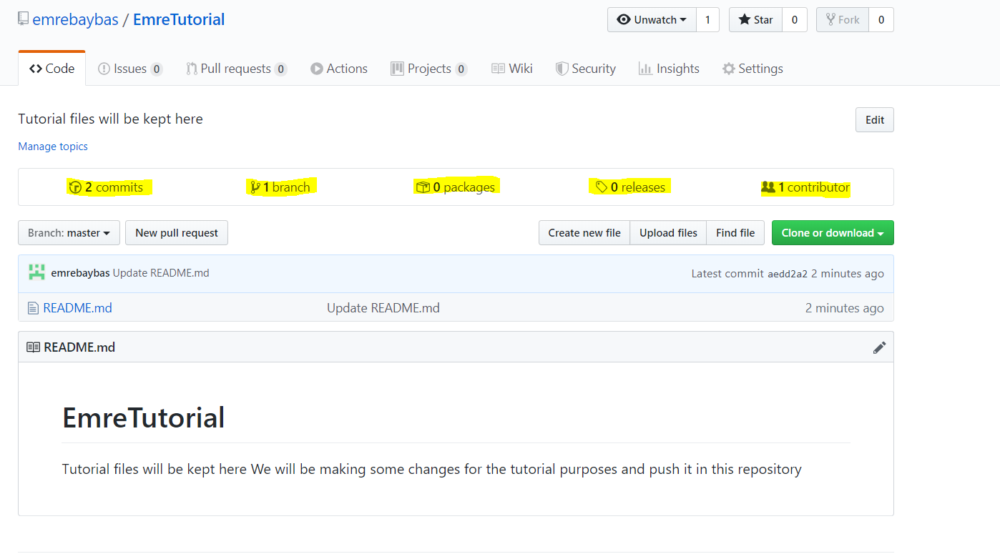 emrebaybas / EmreTutorial
Unwatch 1 Star 0 Fork 0
Code Issues 0 Pull requests 0 Actions Projects 0 Wiki Security Insights Settings
Tutorial files will be kept here Edit
Manage topics
2 commits 1 branch 0 packages 0 releases 1 contributor
Branch: master New pull request Create new file Upload files Find file Clone or download
emrebaybas Update README.md Latest commit aedd2a2 2 minutes ago
README.md Update README.md 2 minutes ago
README.md
EmreTutorial
Tutorial files will be kept here We will be making some changes for the tutorial purposes and push it in this repository